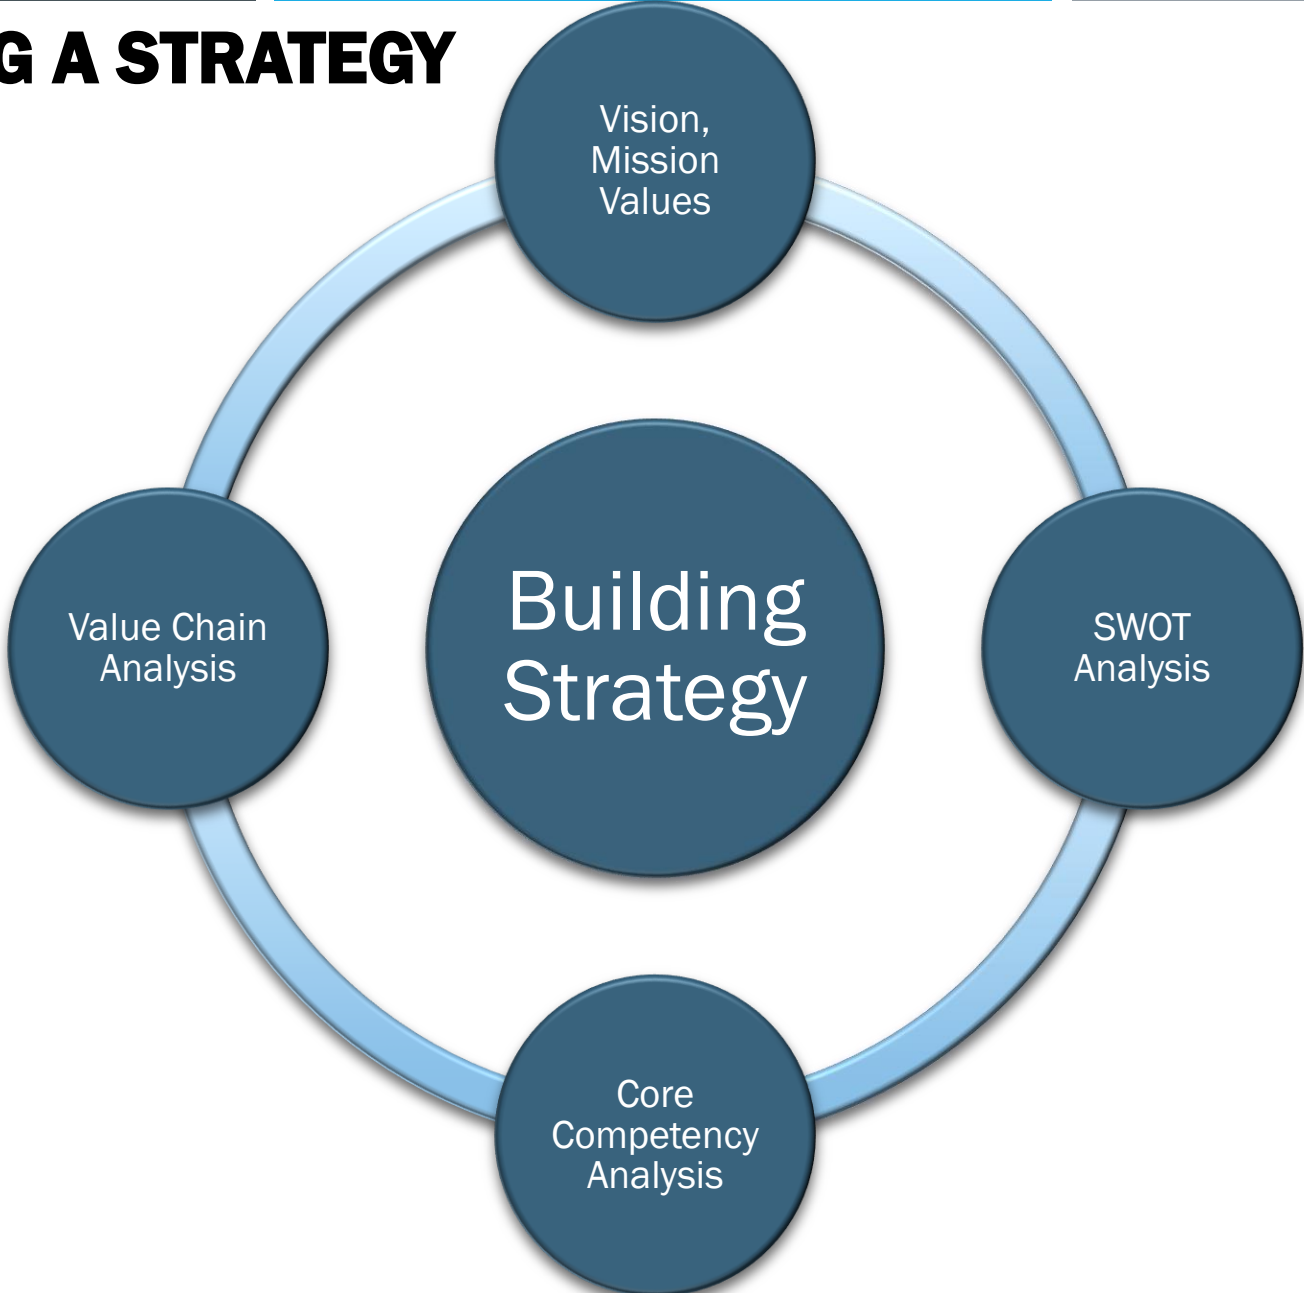 G A STRATEGY
Vision,
Mission
Values
Value Chain
Analysis
Building
Strategy
SWOT
Analysis
Core
Competency
Analysis